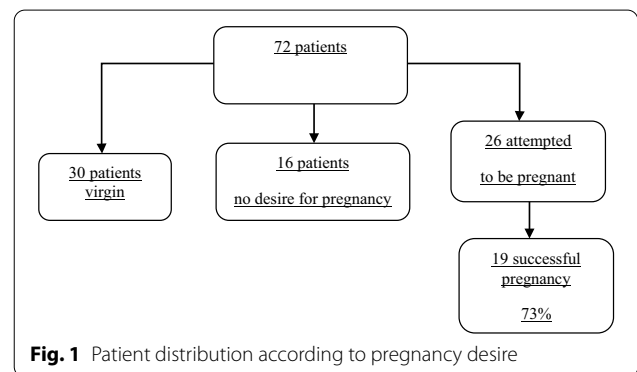 72 patients
30 patients
virgin
16 patients
no desire for pregnancy
26 attempted
to be pregnant
19 successful
pregnancy
73%
Fig. 1 Patient distribution according to pregnancy desire